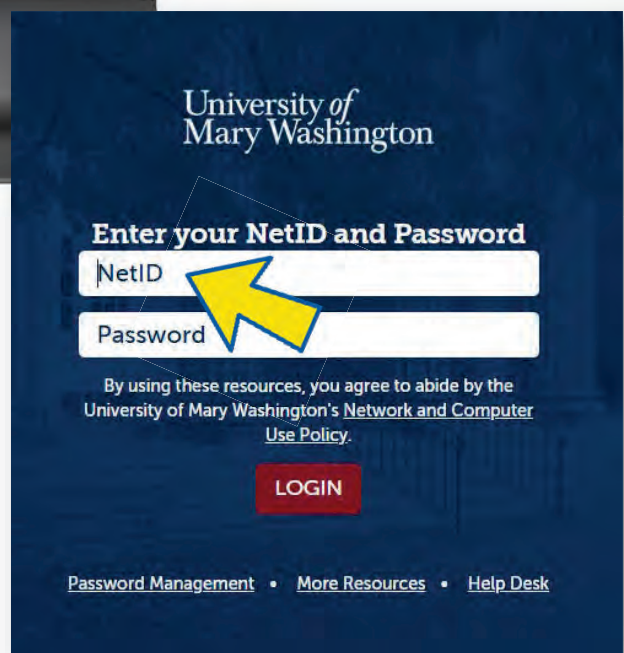 University of
Mary Washington
Enter your NetID and Password
NetID
Password
By using these resources, you agree to abide by the
University of Mary Washington's Network and Computer
Use Policy.
LOGIN
Password Management • More Resources • Help Desk